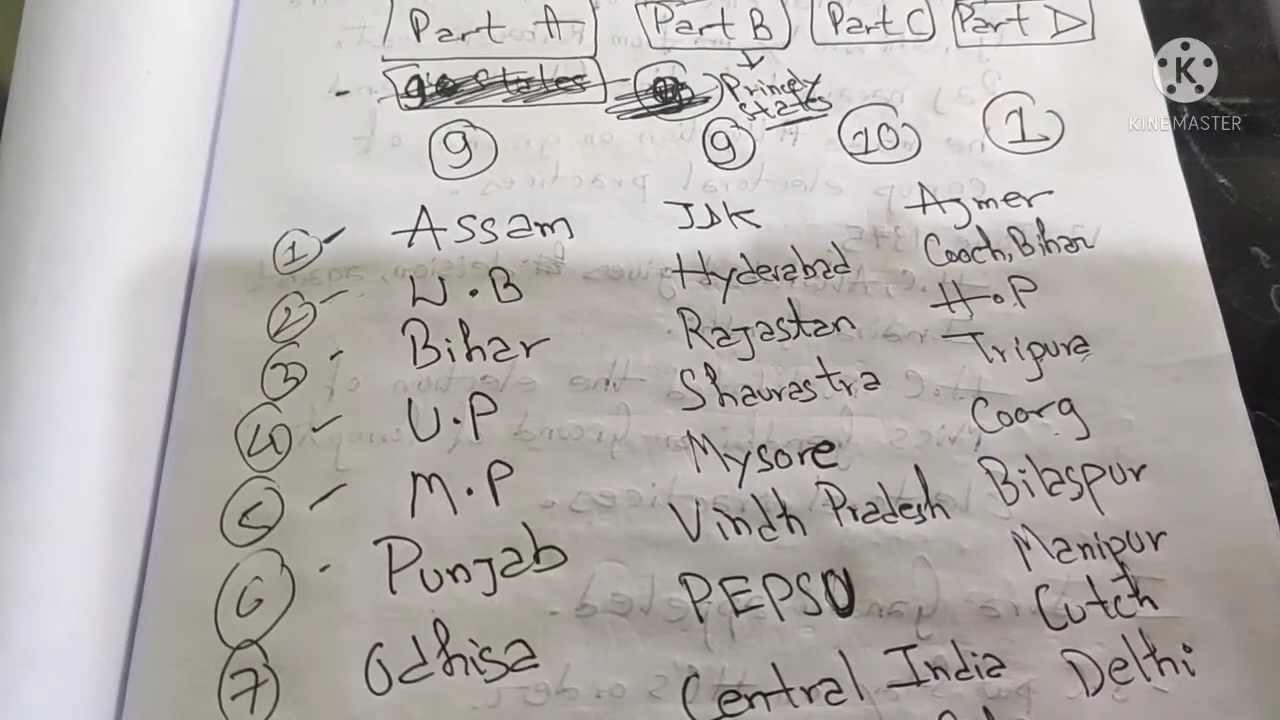 Part A Part B Part C Part D
Princely
states
9 9 10 1
KINEMASTER
1 Assam J&K Ajmer
2 W.B Hyderabad Cooch, Bihar
3 Bihar Rajastan H.P
4 U.P Shaurastra Tripura
5 M.P Mysore Coorg
6 Punjab Vindh Pradesh Bilaspur
7 Odhisa PEPSU Manipur
Central India Cutch
Delhi